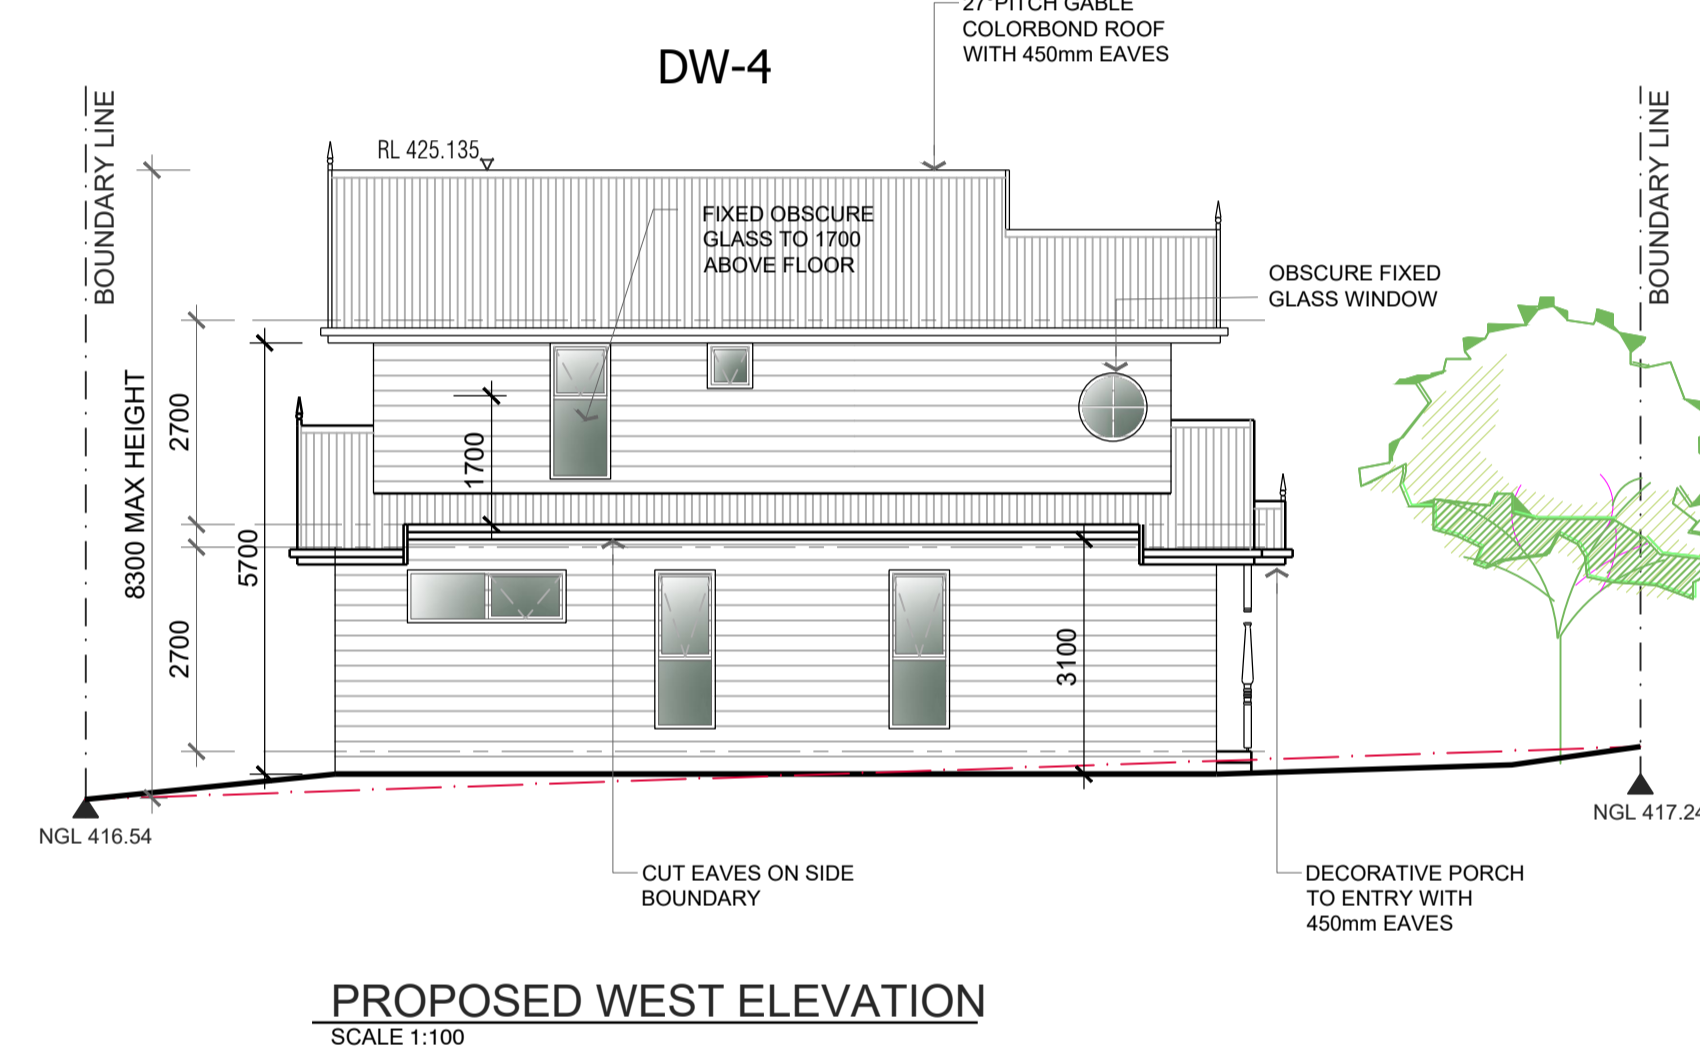 27°PITCH GABLE
COLORBOND ROOF
WITH 450mm EAVES
DW-4
BOUNDARY LINE
BOUNDARY LINE
RL 425.135
FIXED OBSCURE
GLASS TO 1700
ABOVE FLOOR
OBSCURE FIXED
GLASS WINDOW
8300 MAX HEIGHT
2700
5700
1700
2700
3100
NGL 416.54
NGL 417.24
CUT EAVES ON SIDE
BOUNDARY
DECORATIVE PORCH
TO ENTRY WITH
450mm EAVES
PROPOSED WEST ELEVATION
SCALE 1:100